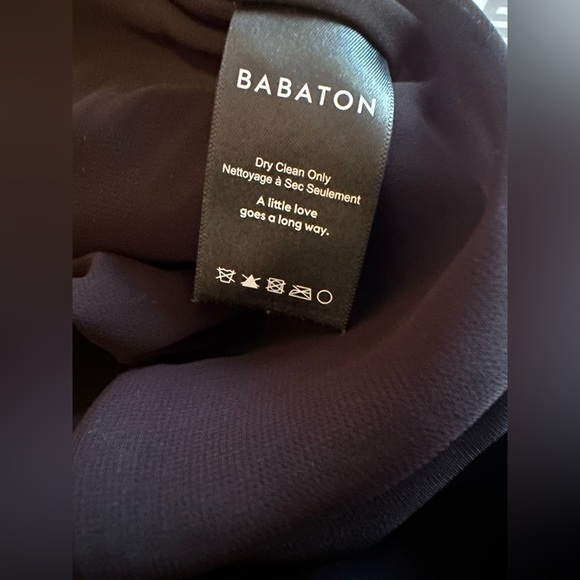 BABATON
Dry Clean Only
Nettoyage à Sec Seulement
A little love
goes a long way.